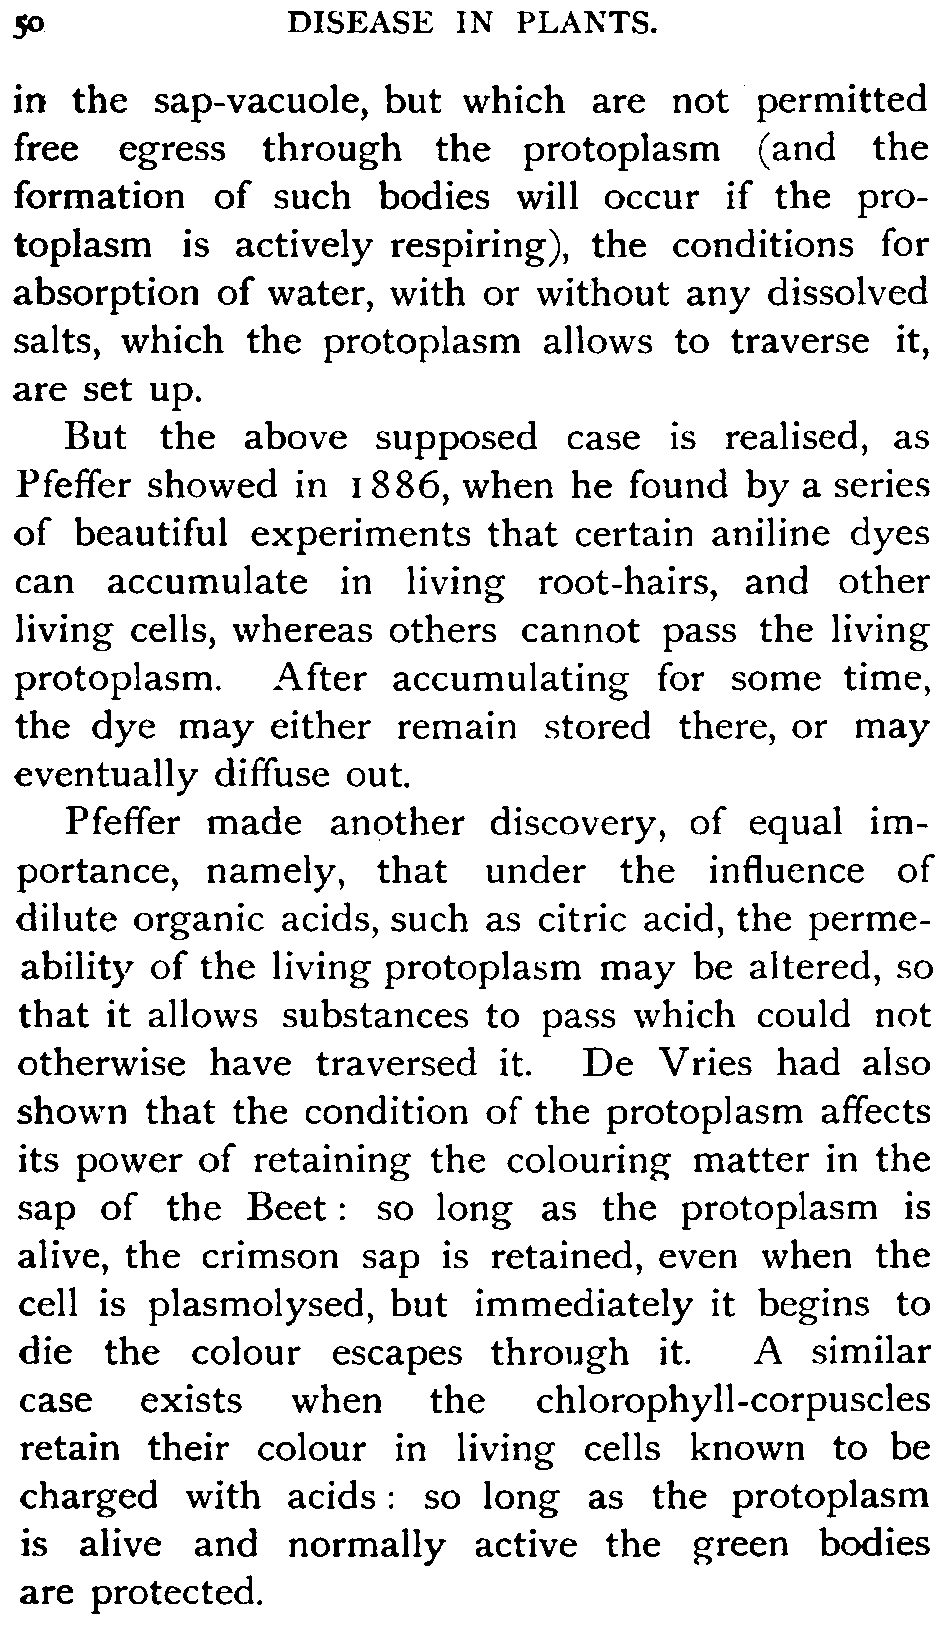 50 DISEASE IN PLANTS.
in the sap-vacuole, but which are not permitted
free egress through the protoplasm (and the
formation of such bodies will occur if the pro-
toplasm is actively respiring), the conditions for
absorption of water, with or without any dissolved
salts, which the protoplasm allows to traverse it,
are set up.
But the above supposed case is realised, as
Pfeffer showed in 1886, when he found by a series
of beautiful experiments that certain aniline dyes
can accumulate in living root-hairs, and other
living cells, whereas others cannot pass the living
protoplasm. After accumulating for some time,
the dye may either remain stored there, or may
eventually diffuse out.
Pfeffer made another discovery, of equal im-
portance, namely, that under the influence of
dilute organic acids, such as citric acid, the perme-
ability of the living protoplasm may be altered, so
that it allows substances to pass which could not
otherwise have traversed it. De Vries had also
shown that the condition of the protoplasm affects
its power of retaining the colouring matter in the
sap of the Beet : so long as the protoplasm is
alive, the crimson sap is retained, even when the
cell is plasmolysed, but immediately it begins to
die the colour escapes through it. A similar
case exists when the chlorophyll-corpuscles
retain their colour in living cells known to be
charged with acids : so long as the protoplasm
is alive and normally active the green bodies
are protected.